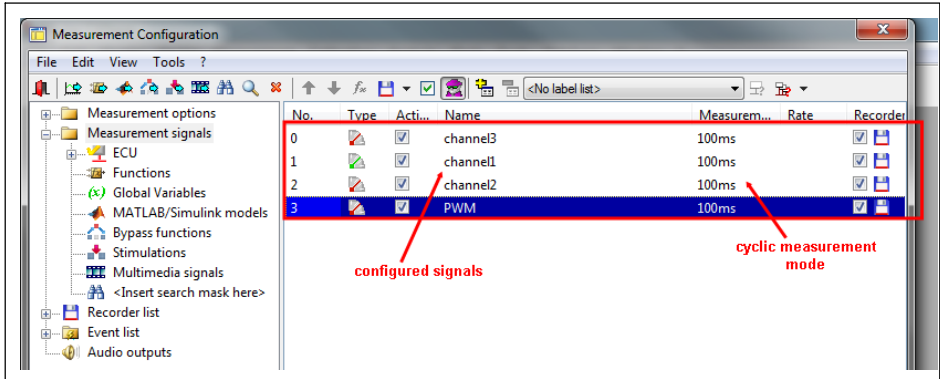 Measurement Configuration
File Edit View Tools ?
<No label list>
Measurement options
Measurement signals
ECU
Functions
(x) Global Variables
MATLAB/Simulink models
Bypass functions
Stimulations
Multimedia signals
<Insert search mask here>
Recorder list
Event list
Audio outputs
No. Type Acti... Name Measurem... Rate Recorder
0 channel3 100ms
1 channel1 100ms
2 channel2 100ms
3 PWM 100ms
configured signals
cyclic measurement
mode